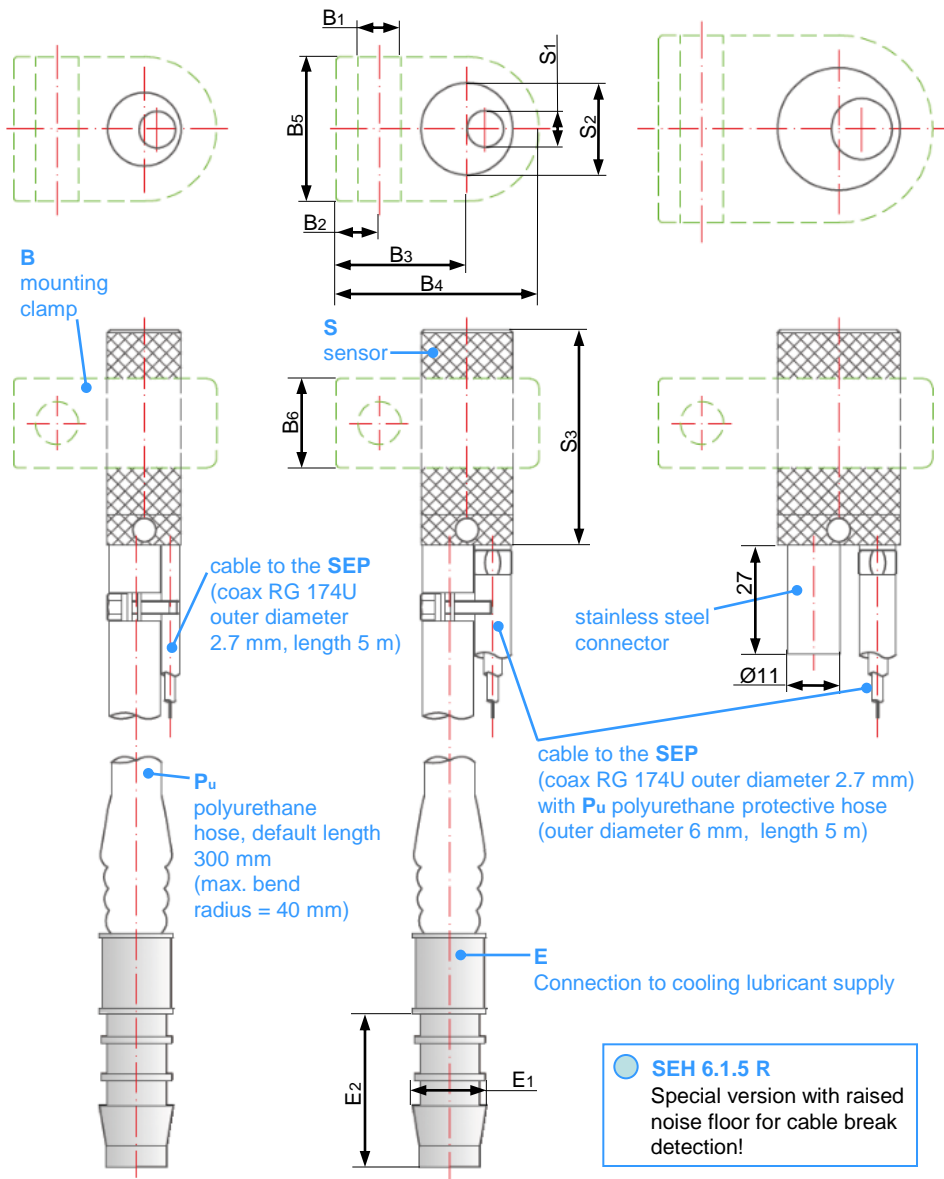 B1
S1
B5
S2
B2
B3
B4
B
mounting
clamp
S
sensor
B6
S3
cable to the SEP
(coax RG 174U
outer diameter
2.7 mm, length 5 m)
27
stainless steel
connector
Ø11
cable to the SEP
(coax RG 174U outer diameter 2.7 mm)
with Pu polyurethane protective hose
(outer diameter 6 mm, length 5 m)
Pu
polyurethane
hose, default length
300 mm
(max. bend
radius = 40 mm)
E
Connection to cooling lubricant supply
E2
E1
SEH 6.1.5 R
Special version with raised
noise floor for cable break
detection!